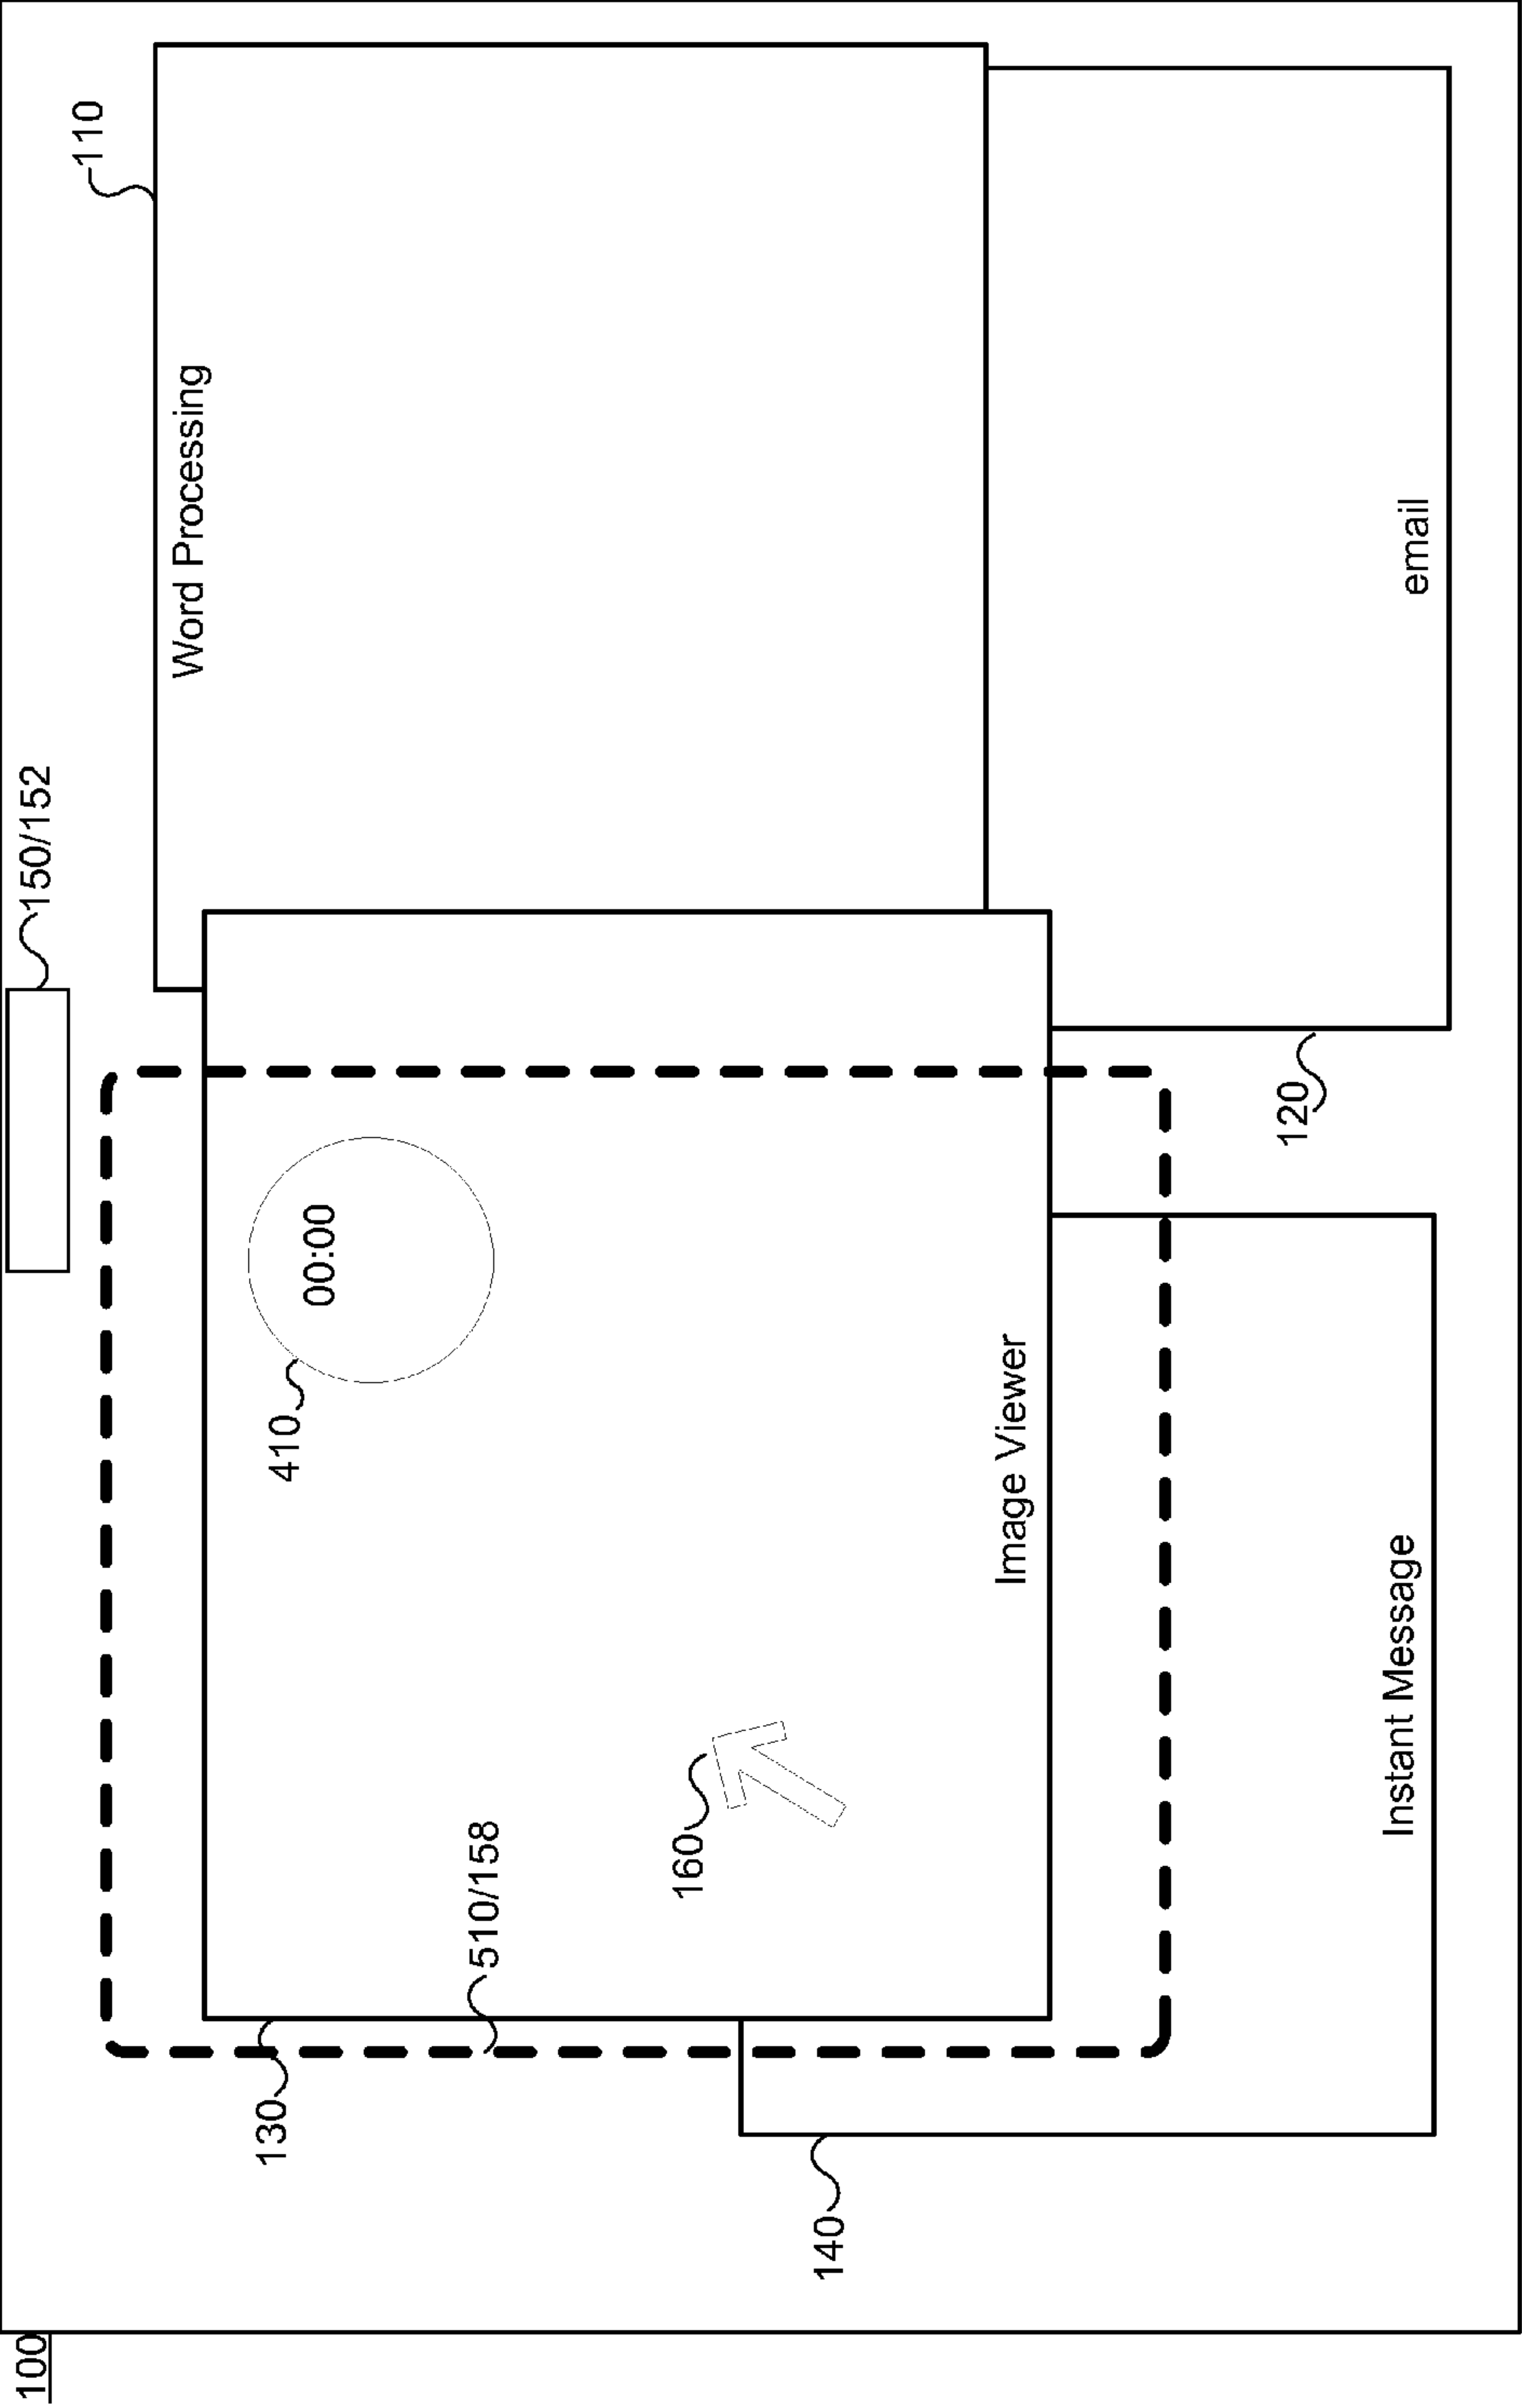 100
150/152
110
Word Processing
130
410
00:00
510/158
160
Image Viewer
140
120
Instant Message
email